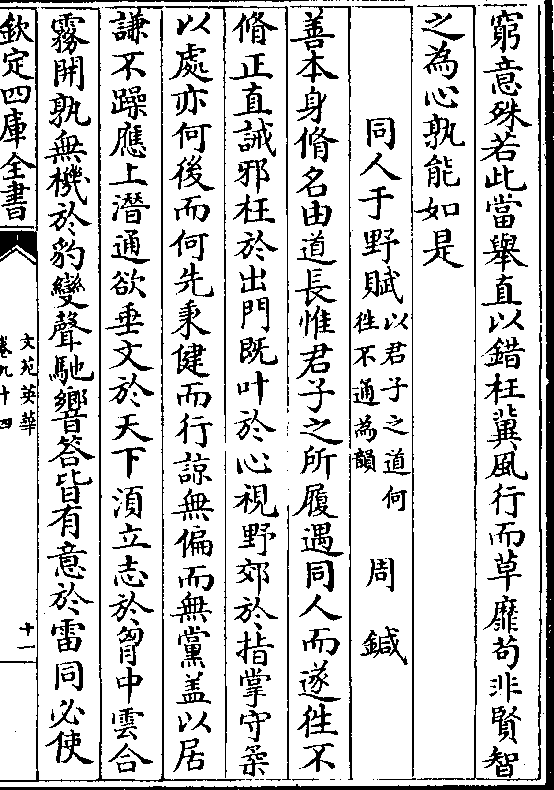 窮意殊若此當舉直以錯枉冀風行而草靡苟非賢智
之為心孰能如是
同人于野賦以君子之道何
徃不通為韻
周鍼
善本身脩名由道長惟君子之所履遇同人而遂徃不
脩正直誡邪枉於出門既叶於心視野郊於指掌守柔
以處亦何後而何先秉健而行諒無偏而無黨盖以居
謙不躁應上潛通欲垂文於天下湏立志於胷中雲合
霧開孰無機於豹變聲馳響答皆有意於雷同必使
欽定四庫全書
文苑英華
卷九十四
十一